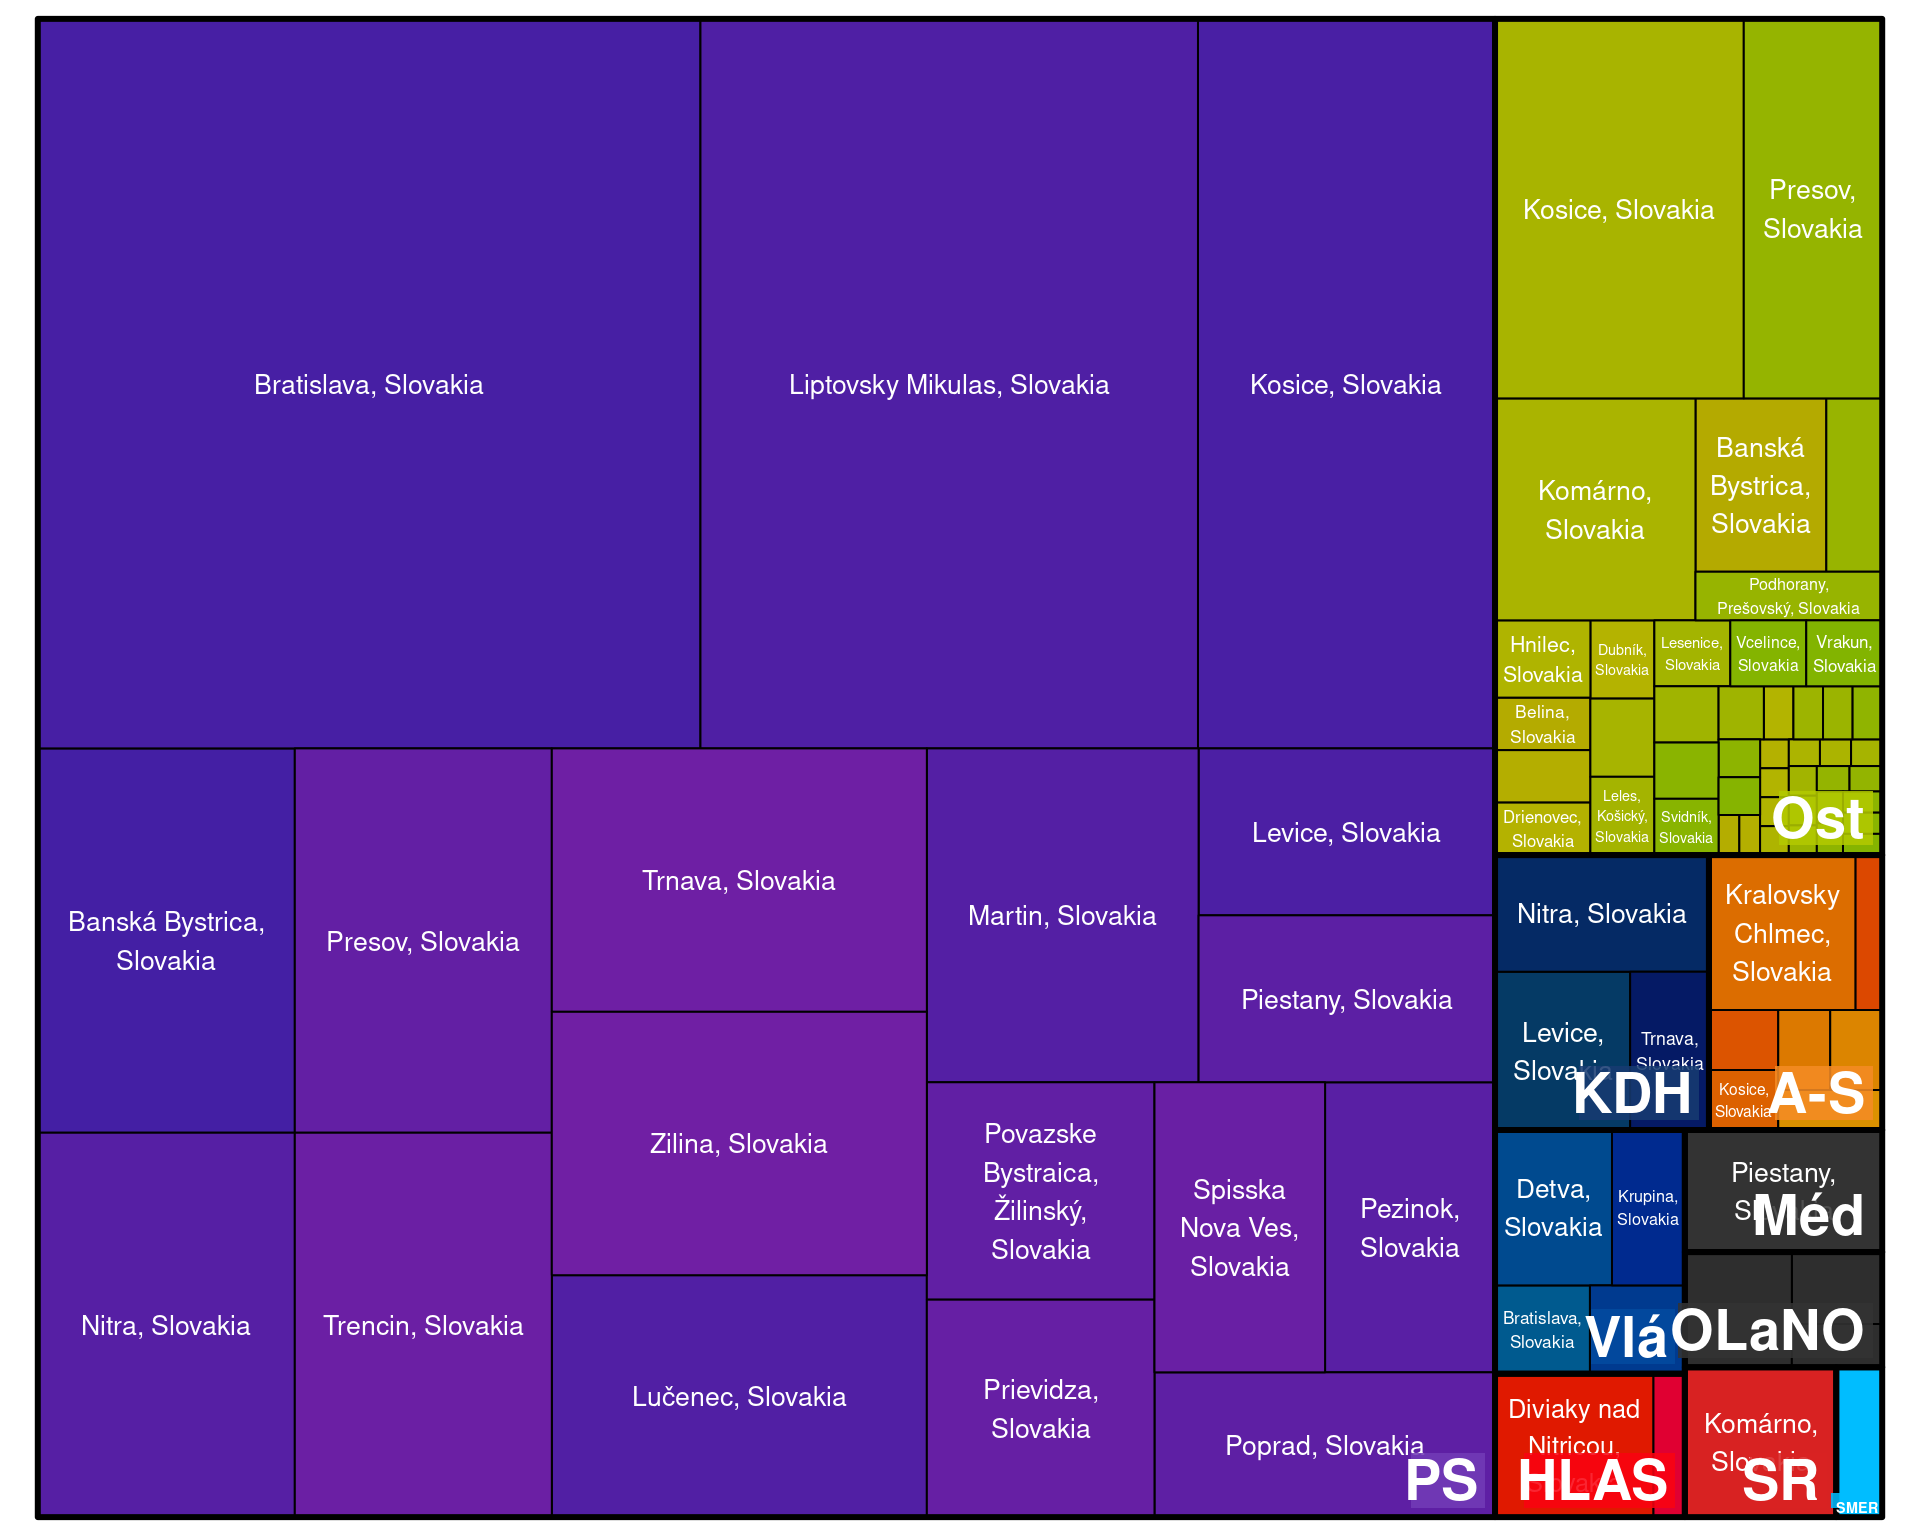 Bratislava, Slovakia
Liptovsky Mikulas, Slovakia
Kosice, Slovakia
Banská Bystrica,
Slovakia
Presov, Slovakia
Trnava, Slovakia
Zilina, Slovakia
Nitra, Slovakia
Trencin, Slovakia
Lučenec, Slovakia
Martin, Slovakia
Levice, Slovakia
Piestany, Slovakia
Povazske
Bystraica,
Žilinský,
Slovakia
Spisska
Nova Ves,
Slovakia
Pezinok,
Slovakia
Prievidza,
Slovakia
Poprad, Slovakia
PS
Kosice, Slovakia
Presov,
Slovakia
Komárno,
Slovakia
Banská
Bystrica,
Slovakia
Podhorany,
Prešovský, Slovakia
Hnilec,
Slovakia
Dubník,
Slovakia
Lesenice,
Slovakia
Vcelince,
Slovakia
Vrakun,
Slovakia
Belina,
Slovakia
Drienovec,
Slovakia
Leles,
Košický,
Slovakia
Svidník,
Slovakia
Ost
Nitra, Slovakia
Levice,
Slovakia
Trnava,
Slovakia
KDH
Kralovsky
Chlmec,
Slovakia
Kosice,
Slovakia
A-S
Detva,
Slovakia
Krupina,
Slovakia
Bratislava,
Slovakia
Vlá
Piestany,
Méd
OLaNO
Diviaky nad
Nitricou,
Slovakia
HLAS
Komárno,
Slovakia
SR
SMER